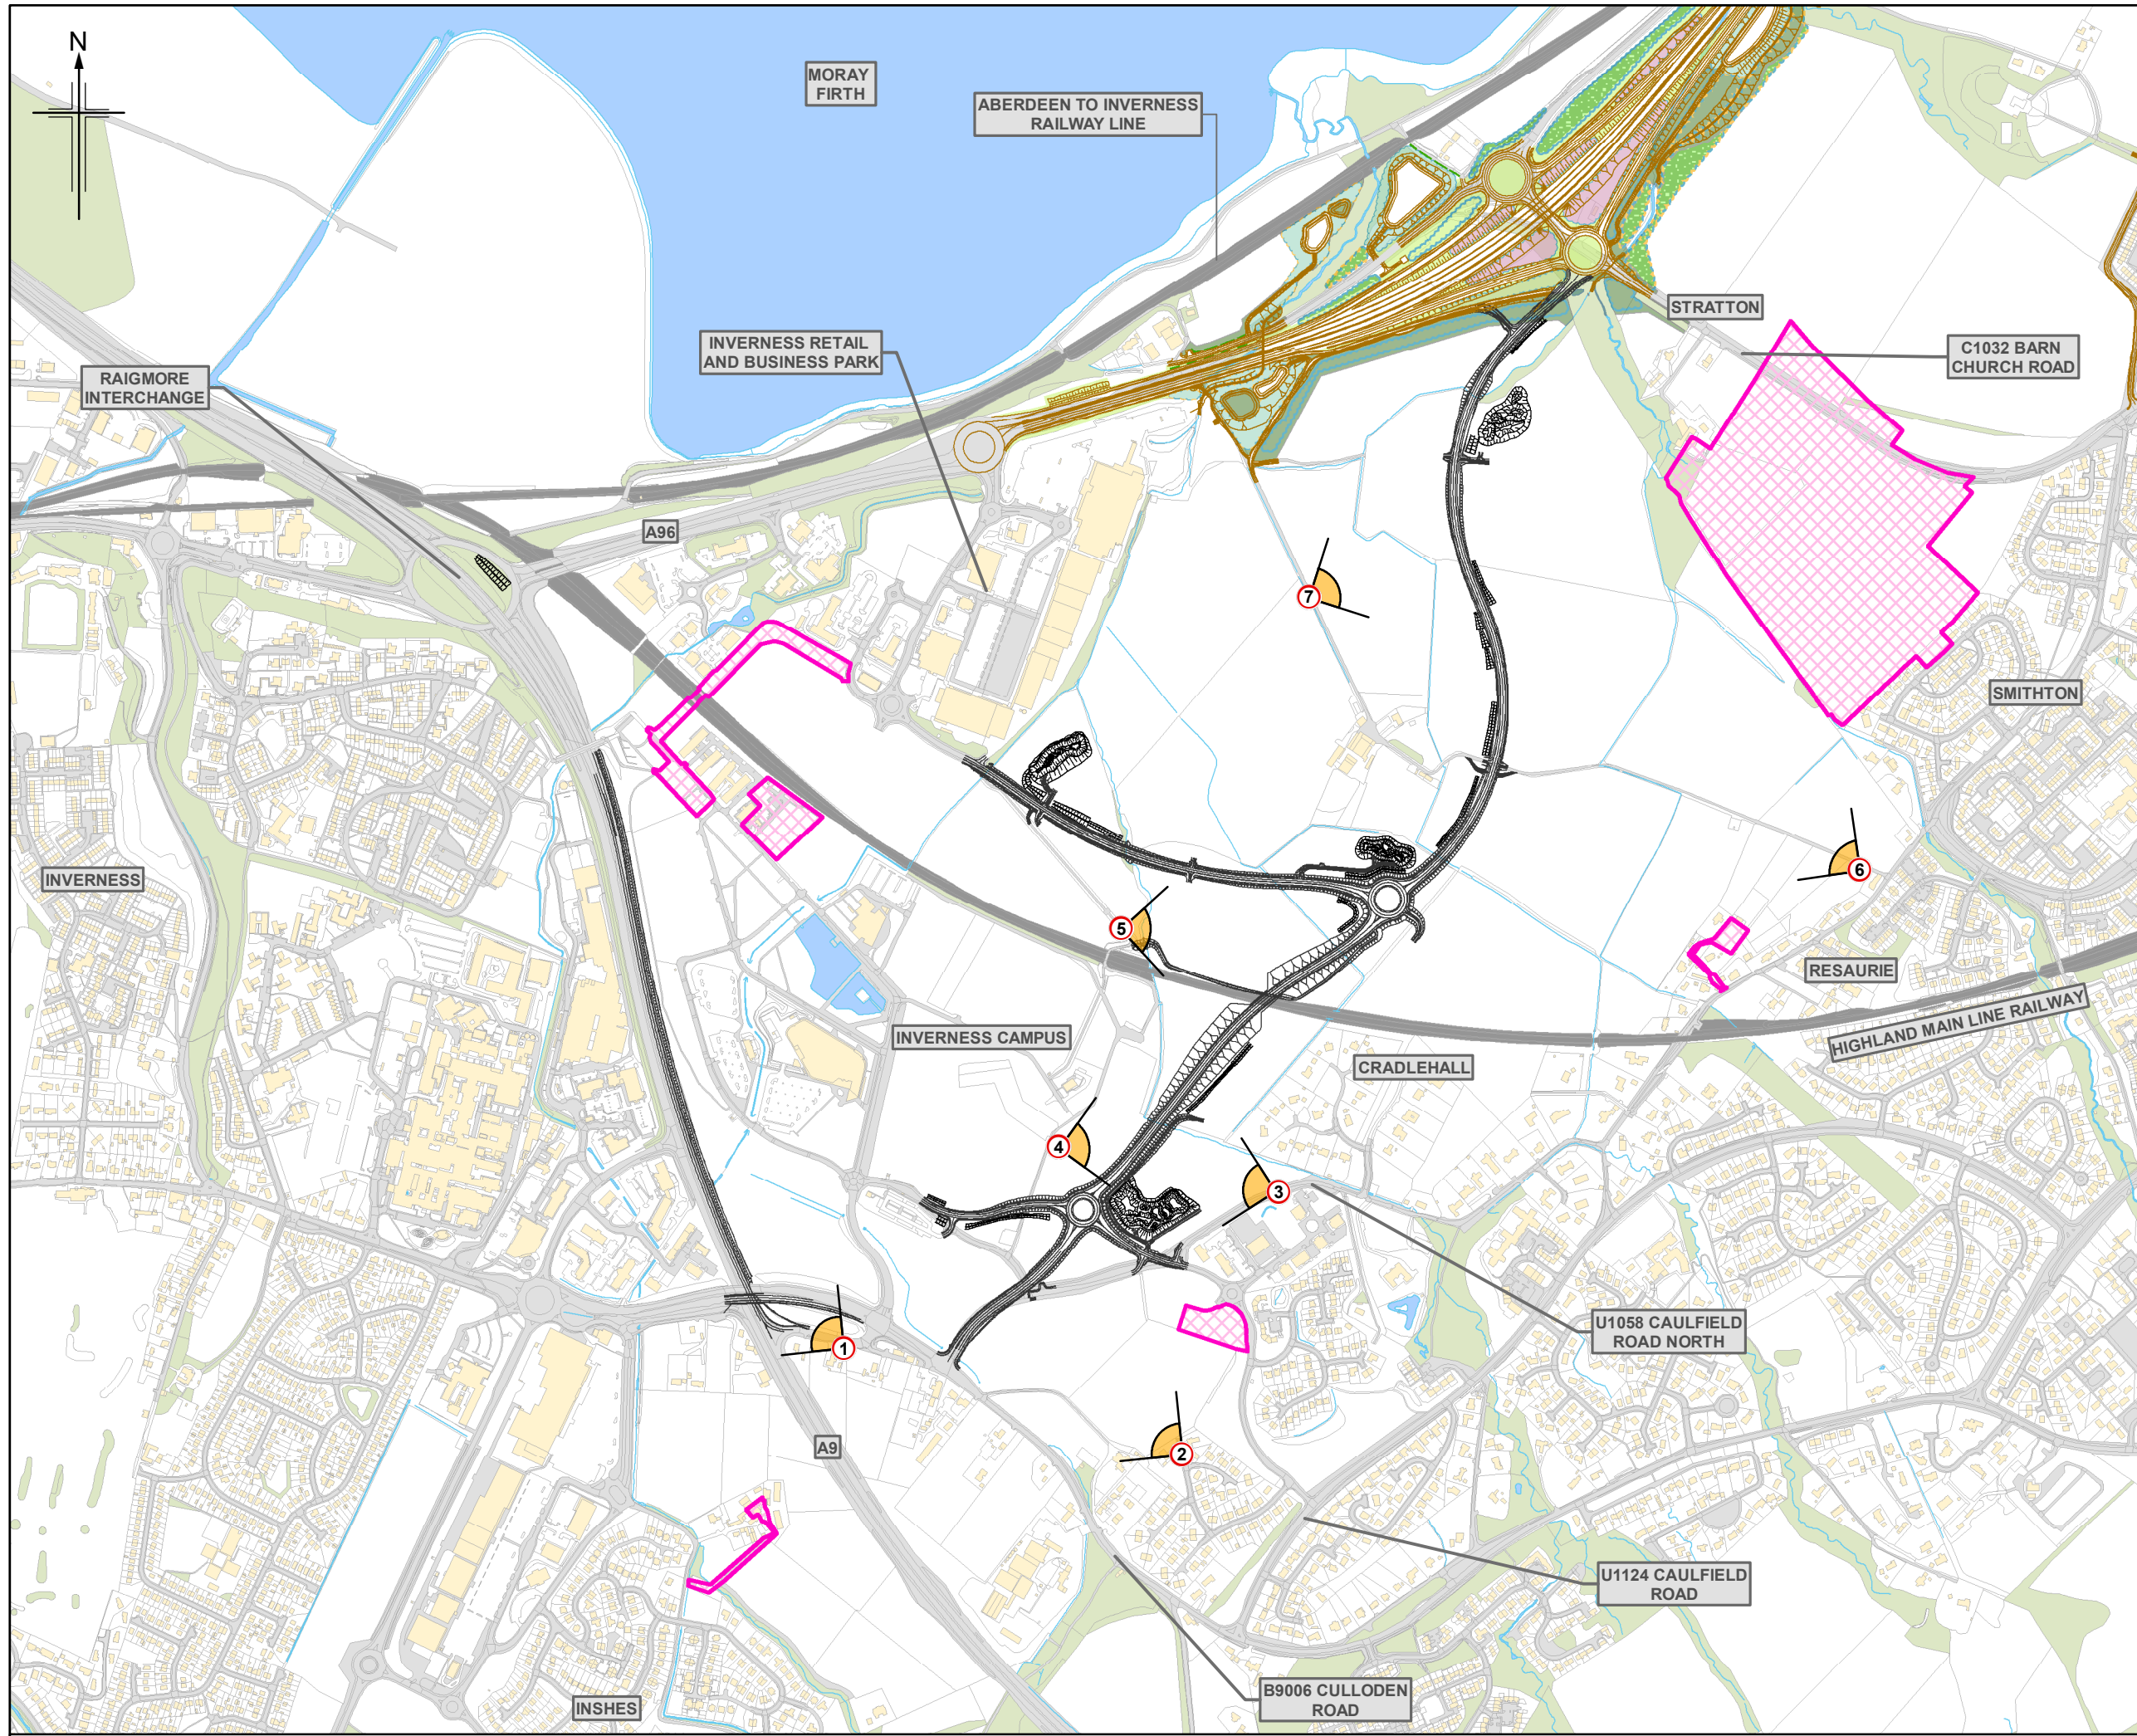 N
MORAY
FIRTH
ABERDEEN TO INVERNESS
RAILWAY LINE
STRATTON
INVERNESS RETAIL
AND BUSINESS PARK
C1032 BARN
CHURCH ROAD
RAIGMORE
INTERCHANGE
A96
7
SMITHTON
INVERNESS
6
5
RESAURIE
HIGHLAND MAIN LINE RAILWAY
INVERNESS CAMPUS
CRADLEHALL
4
3
U1058 CAULFIELD
ROAD NORTH
1
A9
2
U1124 CAULFIELD
ROAD
B9006 CULLODEN
ROAD
INSHES